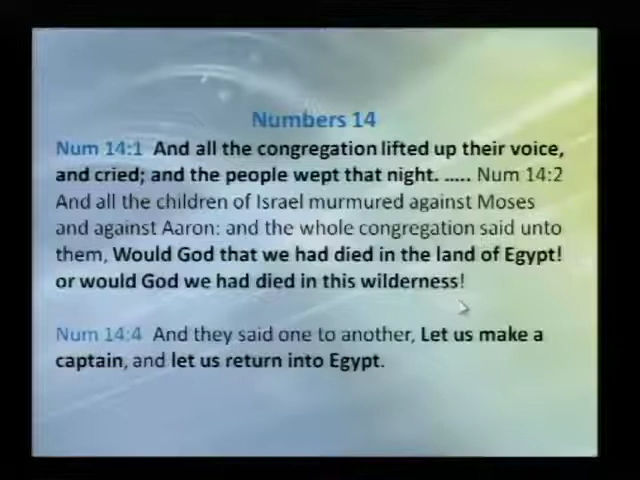 Numbers 14
Num 14:1 And all the congregation lifted up their voice,
and cried; and the people wept that night. ..... Num 14:2
And all the children of Israel murmured against Moses
and against Aaron: and the whole congregation said unto
them, Would God that we had died in the land of Egypt!
or would God we had died in this wilderness!
Num 14:4 And they said one to another, Let us make a
captain, and let us return into Egypt.